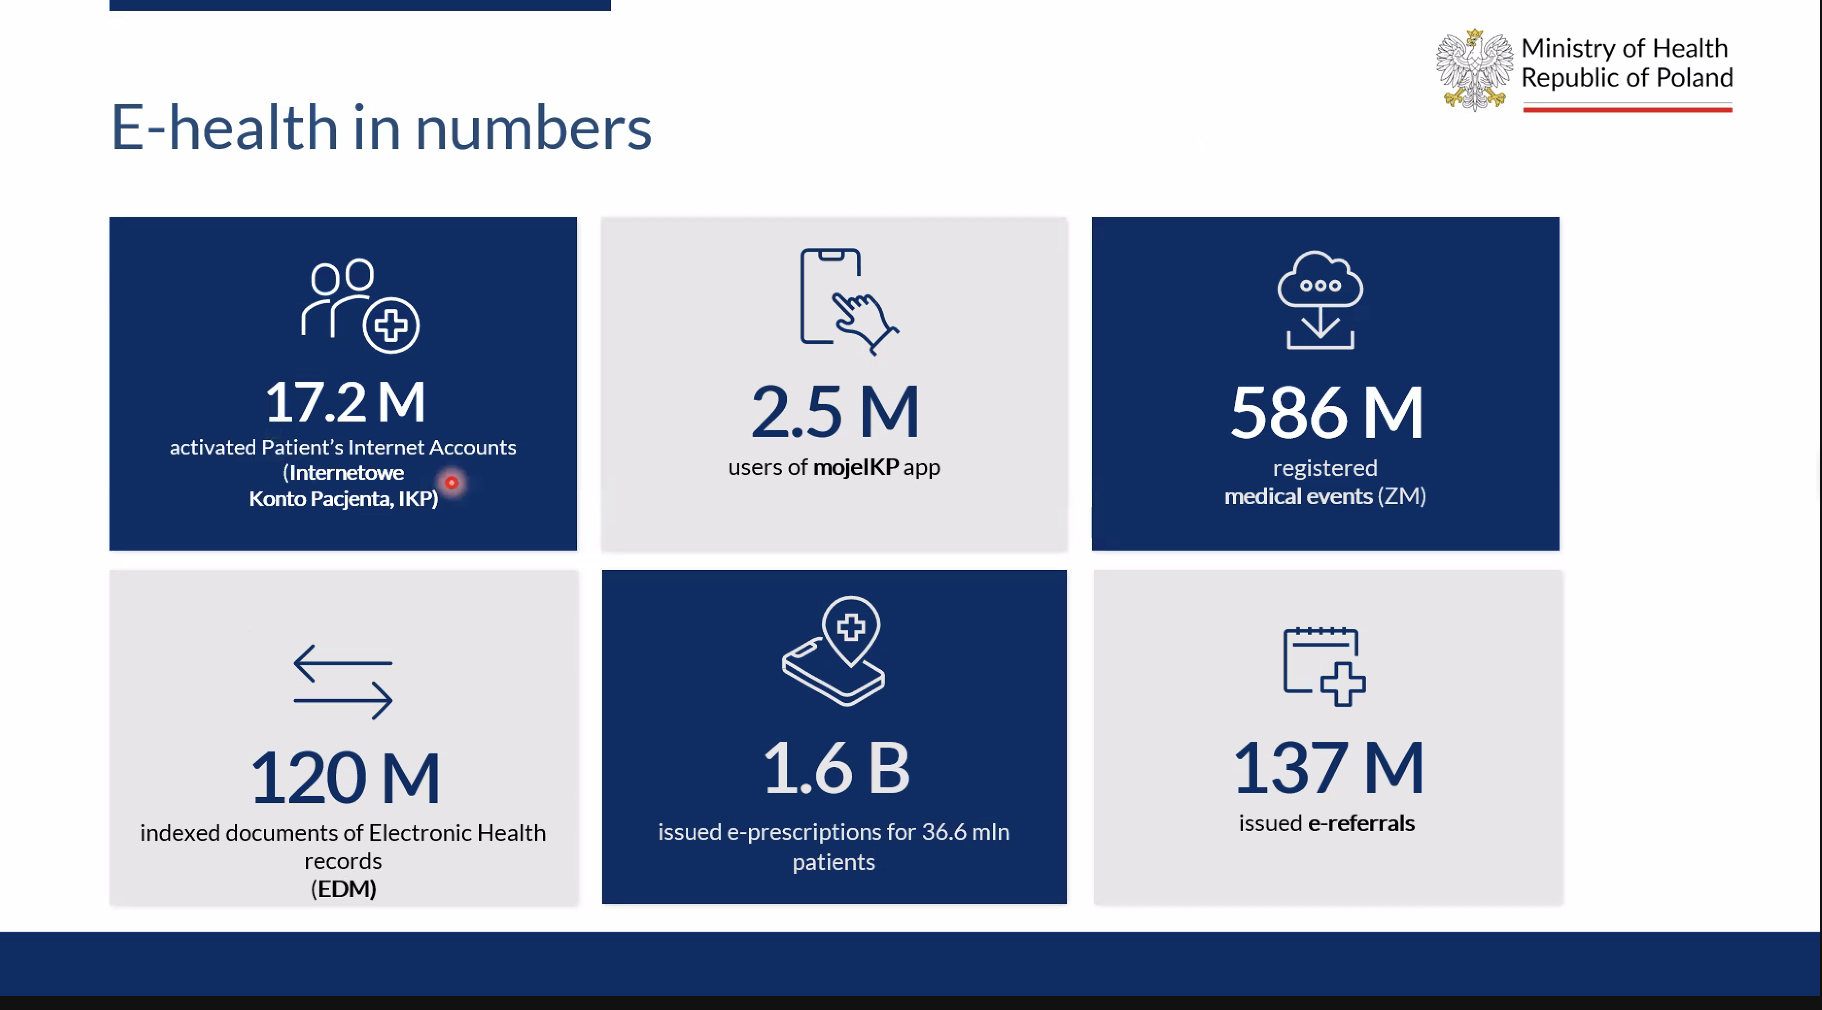 Ministry of Health
Republic of Poland
E-health in numbers
17.2 M
activated Patient's Internet Accounts
(Internetowe
Konto Pacjenta, IKP)
2.5 M
users of mojeIKP app
586 M
registered
medical events (ZM)
120 M
indexed documents of Electronic Health
records
(EDM)
1.6 B
issued e-prescriptions for 36.6 mln
patients
137 M
issued e-referrals